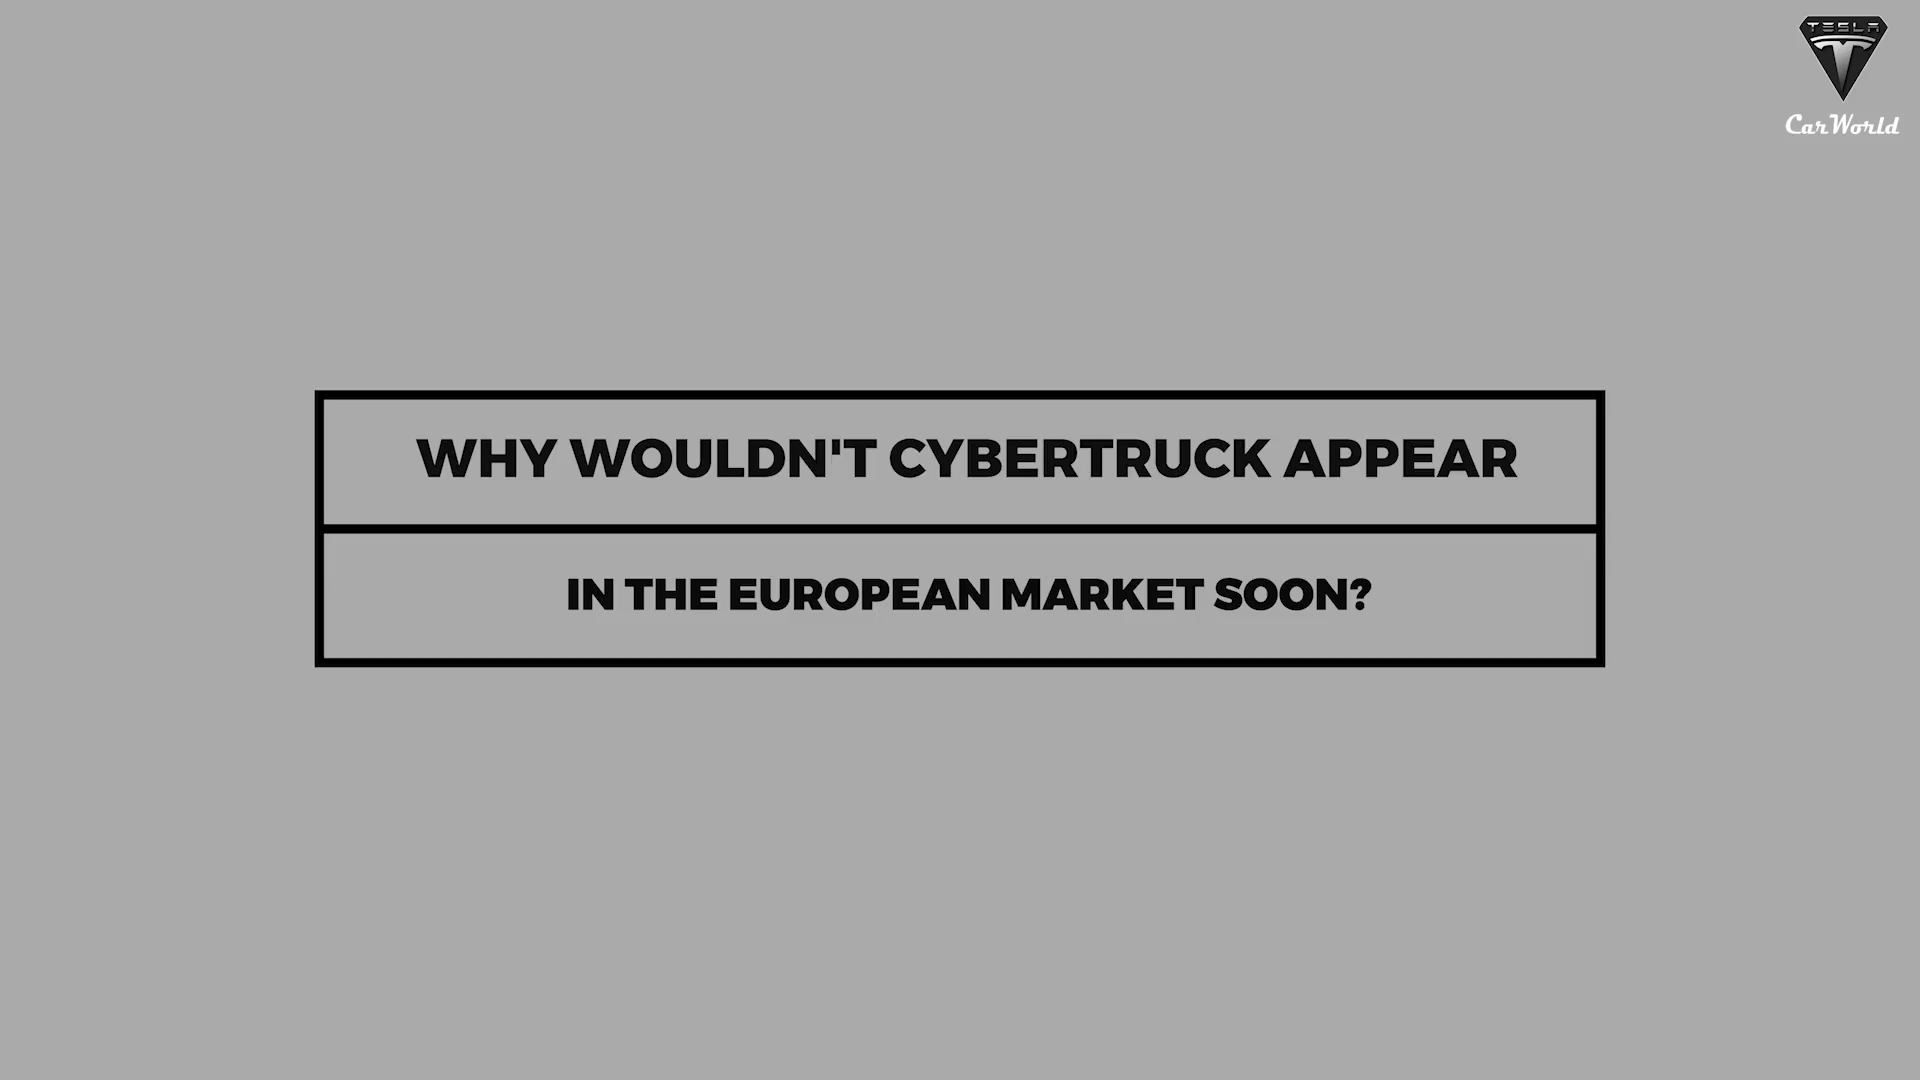 TESLA
CarWorld
WHY WOULDN'T CYBERTRUCK APPEAR
IN THE EUROPEAN MARKET SOON?